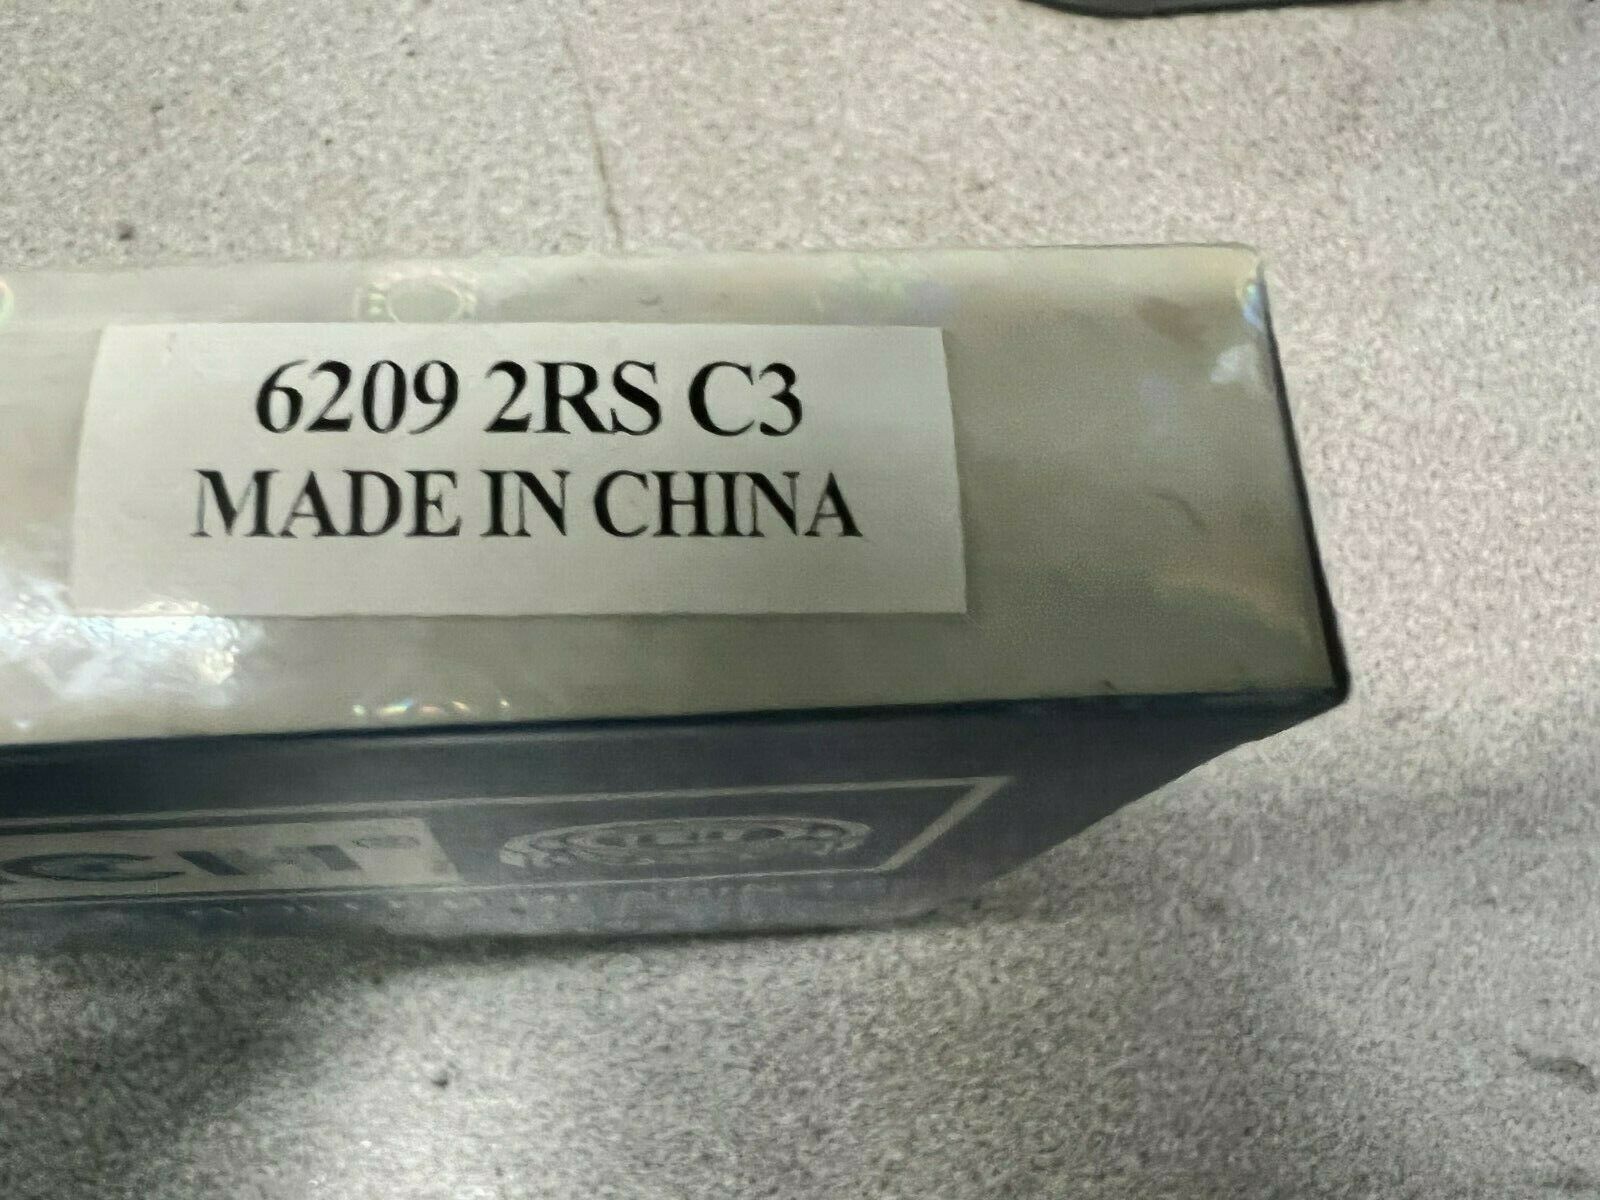 6209 2RS C3
MADE IN CHINA